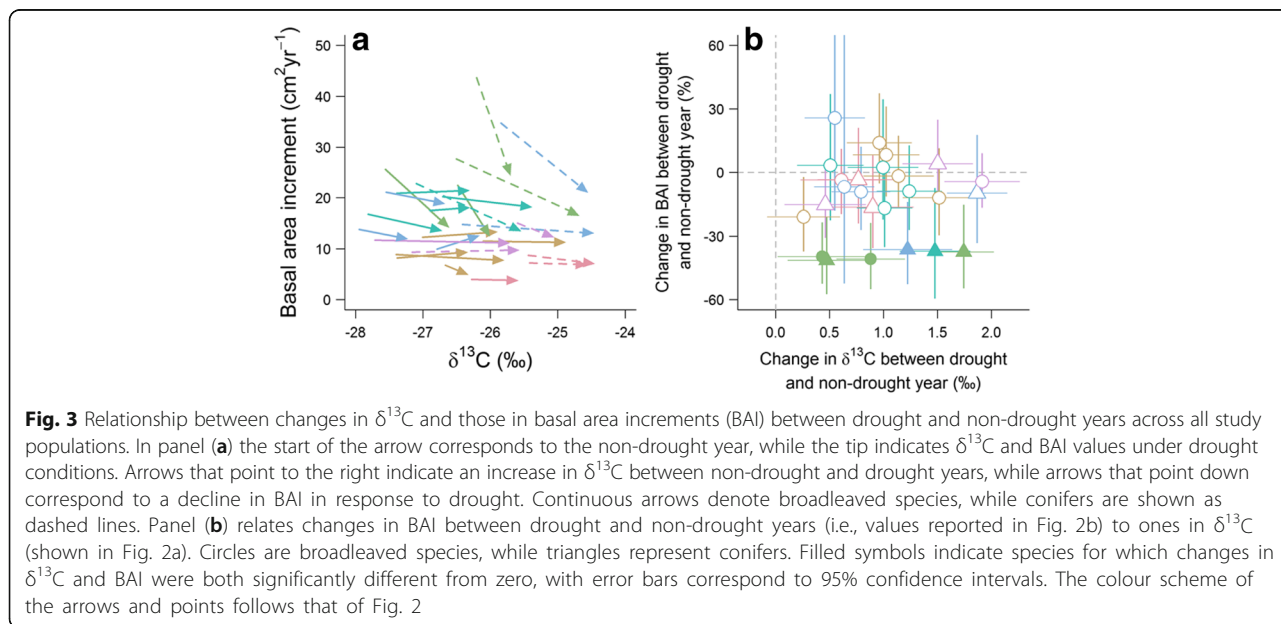 a
b
Basal area increment (cm²yr⁻¹)
50
40
30
20
10
0
-28
-27
-26
-25
-24
δ¹³C (‰)
Change in BAI between drought
and non-drought year (%)
60
30
0
-30
-60
0.0
0.5
1.0
1.5
2.0
Change in δ¹³C between drought
and non-drought year (‰)
Fig. 3 Relationship between changes in δ¹³C and those in basal area increments (BAI) between drought and non-drought years across all study
populations. In panel (a) the start of the arrow corresponds to the non-drought year, while the tip indicates δ¹³C and BAI values under drought
conditions. Arrows that point to the right indicate an increase in δ¹³C between non-drought and drought years, while arrows that point down
correspond to a decline in BAI in response to drought. Continuous arrows denote broadleaved species, while conifers are shown as
dashed lines. Panel (b) relates changes in BAI between drought and non-drought years (i.e., values reported in Fig. 2b) to ones in δ¹³C
(shown in Fig. 2a). Circles are broadleaved species, while triangles represent conifers. Filled symbols indicate species for which changes in
δ¹³C and BAI were both significantly different from zero, with error bars correspond to 95% confidence intervals. The colour scheme of
the arrows and points follows that of Fig. 2